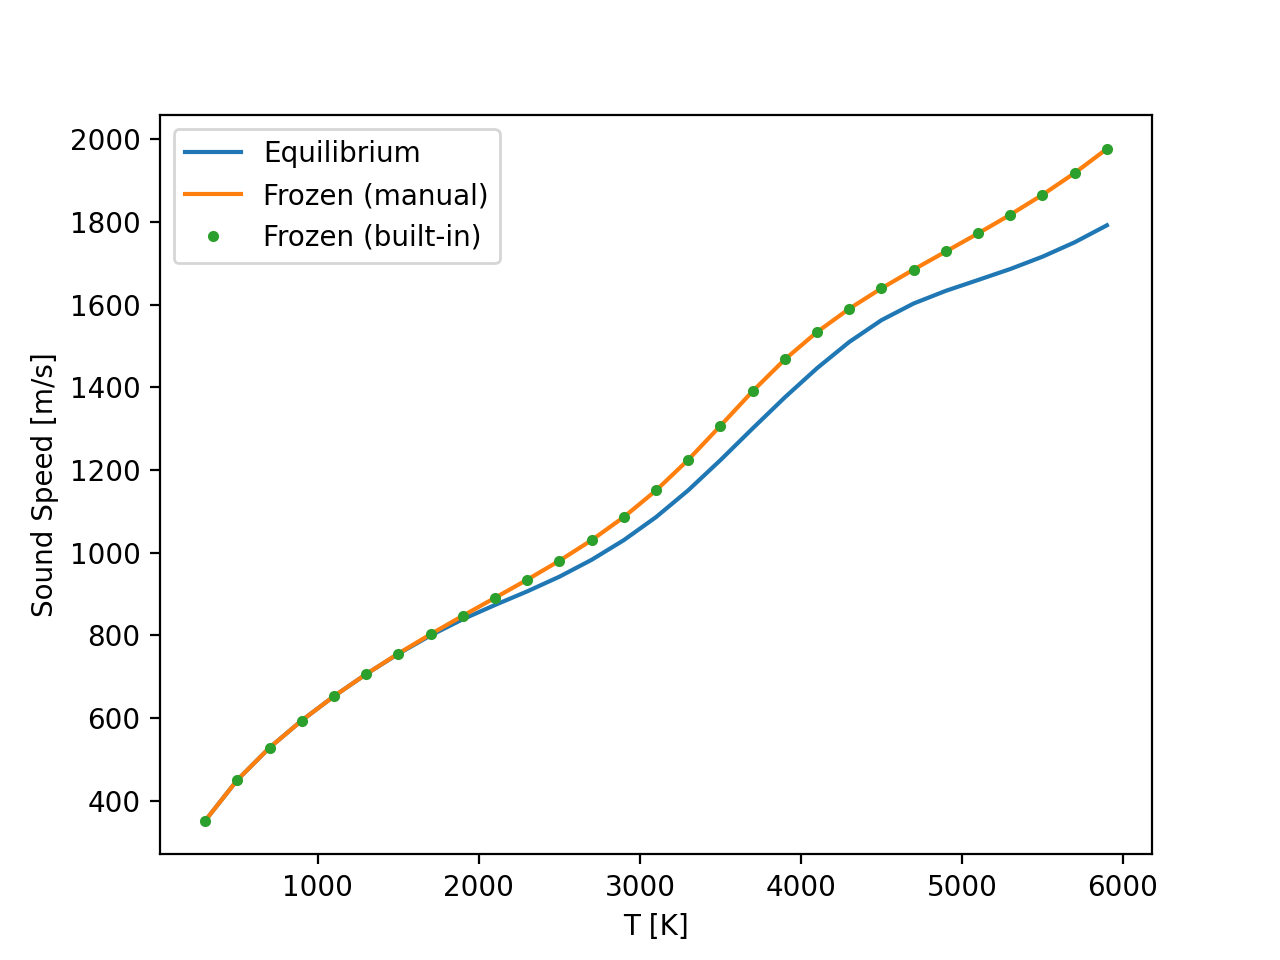 2000
1800
1600
1400
1200
1000
800
600
400
Sound Speed [m/s]
Equilibrium
Frozen (manual)
Frozen (built-in)
1000 2000 3000 4000 5000 6000
T [K]